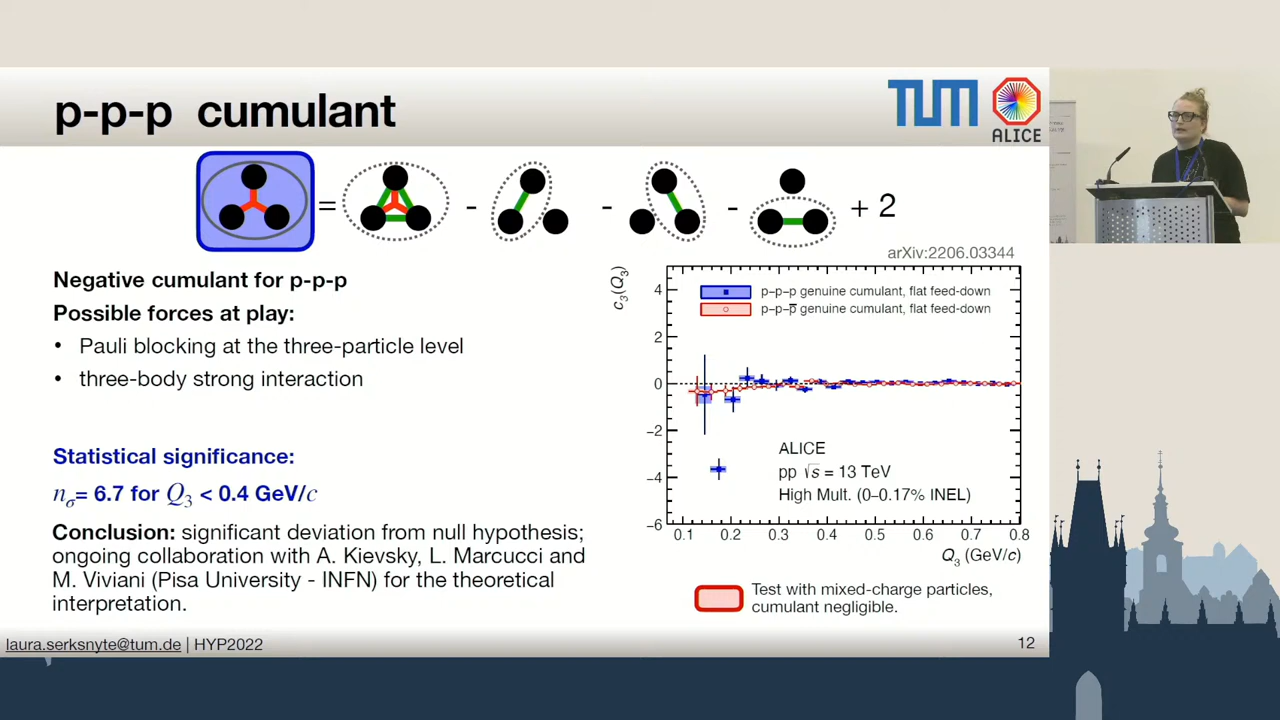 p-p-p cumulant
TUM
ALICE
=
-
-
-
+ 2
arXiv:2206.03344
Negative cumulant for p-p-p
Possible forces at play:
• Pauli blocking at the three-particle level
• three-body strong interaction
Statistical significance:
nσ= 6.7 for Q3 < 0.4 GeV/c
Conclusion: significant deviation from null hypothesis;
ongoing collaboration with A. Kievsky, L. Marcucci and
M. Viviani (Pisa University - INFN) for the theoretical
interpretation.
c3(Q3)
4
2
0
−2
−4
−6
p–p–p genuine cumulant, flat feed-down
p–p–p̅ genuine cumulant, flat feed-down
ALICE
pp √s = 13 TeV
High Mult. (0–0.17% INEL)
0.1 0.2 0.3 0.4 0.5 0.6 0.7 0.8
Q3 (GeV/c)
Test with mixed-charge particles,
cumulant negligible.
laura.serksnyte@tum.de | HYP2022
12